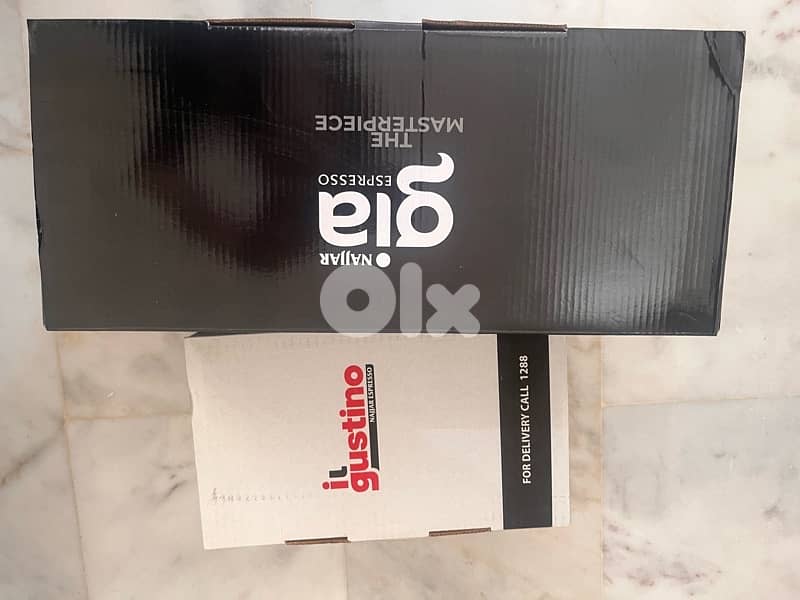 THE
MASTERPIECE
gia
ESPRESSO
NAJJAR
OLX
il
gustino
NAJJAR ESPRESSO
FOR DELIVERY CALL 1288